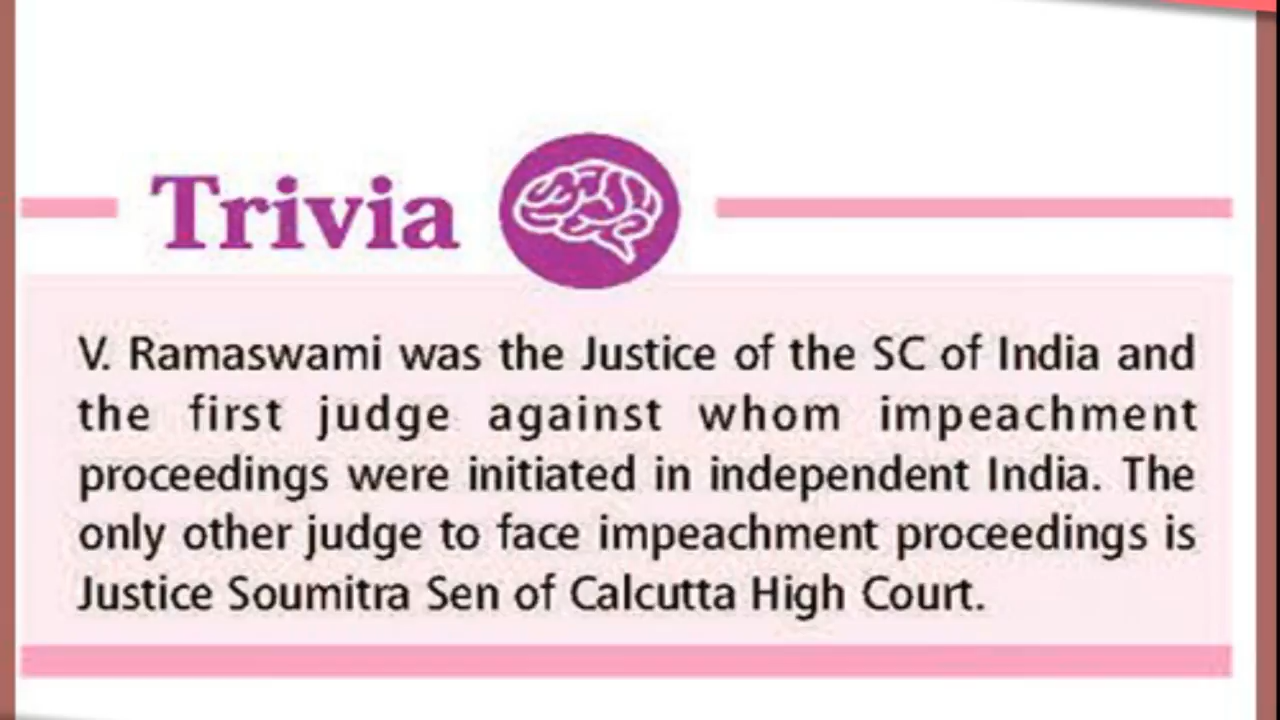 Trivia
V. Ramaswami was the Justice of the SC of India and
the first judge against whom impeachment
proceedings were initiated in independent India. The
only other judge to face impeachment proceedings is
Justice Soumitra Sen of Calcutta High Court.